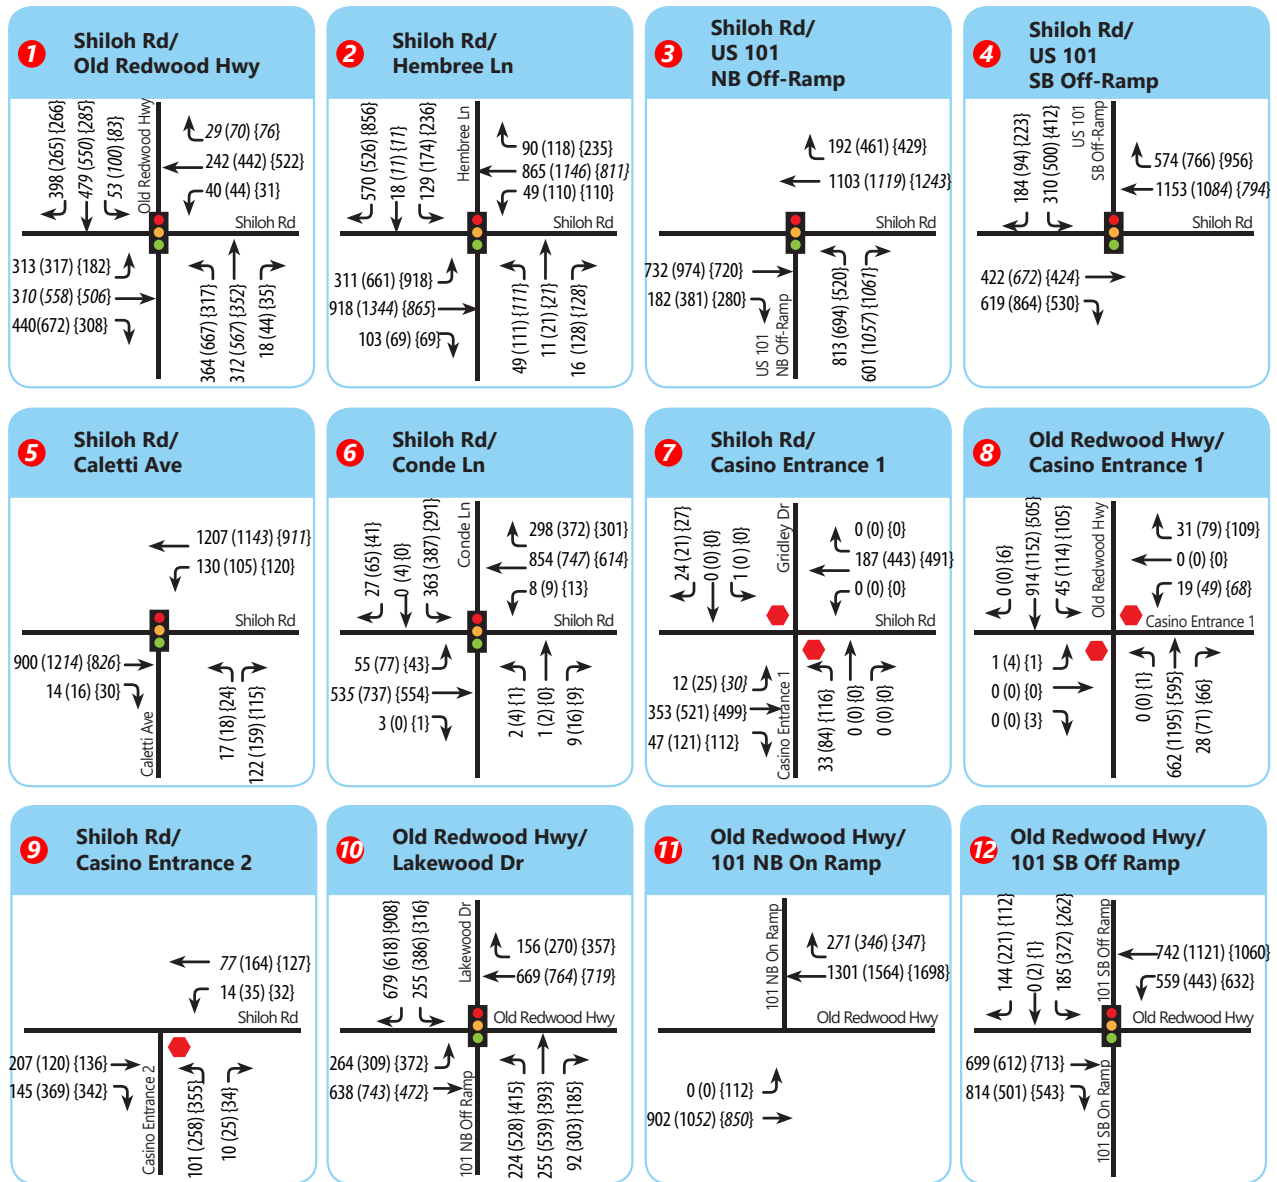 1
Shiloh Rd/
Old Redwood Hwy
398 (265) {266}
479 (550) {285}
53 (100) {83}
Old Redwood Hwy
29 (70) {76}
242 (442) {522}
40 (44) {31}
Shiloh Rd
313 (317) {182}
310 (558) {506}
440(672) {308}
364 (667) {317}
312 (567) {352}
18 (44) {35}
2
Shiloh Rd/
Hembree Ln
570 (526) {856}
18 (11) {11}
129 (174) {236}
Hembree Ln
90 (118) {235}
865 (1146) {811}
49 (110) {110}
Shiloh Rd
311 (661) {918}
918 (1344) {865}
103 (69) {69}
49 (111) {111}
11 (21) {21}
16 (128) {128}
3
Shiloh Rd/
US 101
NB Off-Ramp
192 (461) {429}
1103 (1119) {1243}
Shiloh Rd
732 (974) {720}
182 (381) {280}
US 101
NB Off-Ramp
813 (694) {520}
601 (1057) {1061}
4
Shiloh Rd/
US 101
SB Off-Ramp
184 (94) {223}
310 (500) {412}
US 101
SB Off-Ramp
574 (766) {956}
1153 (1084) {794}
Shiloh Rd
422 (672) {424}
619 (864) {530}
5
Shiloh Rd/
Caletti Ave
1207 (1143) {911}
130 (105) {120}
Shiloh Rd
900 (1214) {826}
14 (16) {30}
Caletti Ave
17 (18) {24}
122 (159) {115}
6
Shiloh Rd/
Conde Ln
27 (65) {41}
0 (4) {0}
363 (387) {291}
Conde Ln
298 (372) {301}
854 (747) {614}
8 (9) {13}
Shiloh Rd
55 (77) {43}
535 (737) {554}
3 (0) {1}
2 (4) {1}
1 (2) {0}
9 (16) {9}
7
Shiloh Rd/
Casino Entrance 1
24 (21) {27}
0 (0) {0}
1 (0 ) {0}
Gridley Dr
0 (0) {0}
187 (443) {491}
0 (0) {0}
Shiloh Rd
12 (25) {30}
353 (521) {499}
47 (121) {112}
Casino Entrance 1
33 (84) {116}
0 (0) {0}
0 (0) {0}
8
Old Redwood Hwy/
Casino Entrance 1
0 (0) {6}
914 (1152) {505}
45 (114) {105}
Old Redwood Hwy
31 (79) {109}
0 (0) {0}
19 (49) {68}
Casino Entrance 1
1 (4) {1}
0 (0) {0}
0 (0) {3}
0 (0) {1}
662 (1195) {595}
28 (71) {66}
9
Shiloh Rd/
Casino Entrance 2
77 (164) {127}
14 (35) {32}
Shiloh Rd
207 (120) {136}
145 (369) {342}
Casino Entrance 2
101 (258) {355}
10 (25) {34}
10
Old Redwood Hwy/
Lakewood Dr
679 (618) {908}
255 (386) {316}
Lakewood Dr
156 (270) {357}
669 (764) {719}
Old Redwood Hwy
264 (309) {372}
638 (743) {472}
101 NB Off Ramp
224 (528) {415}
255 (539) {393}
92 (303) {185}
11
Old Redwood Hwy/
101 NB On Ramp
101 NB On Ramp
271 (346) {347}
1301 (1564) {1698}
Old Redwood Hwy
0 (0) {112}
902 (1052) {850}
12
Old Redwood Hwy/
101 SB Off Ramp
144 (221) {112}
0 (2) {1}
185 (372) {262}
101 SB Off Ramp
742 (1121) {1060}
559 (443) {632}
Old Redwood Hwy
699 (612) {713}
814 (501) {543}
101 SB On Ramp